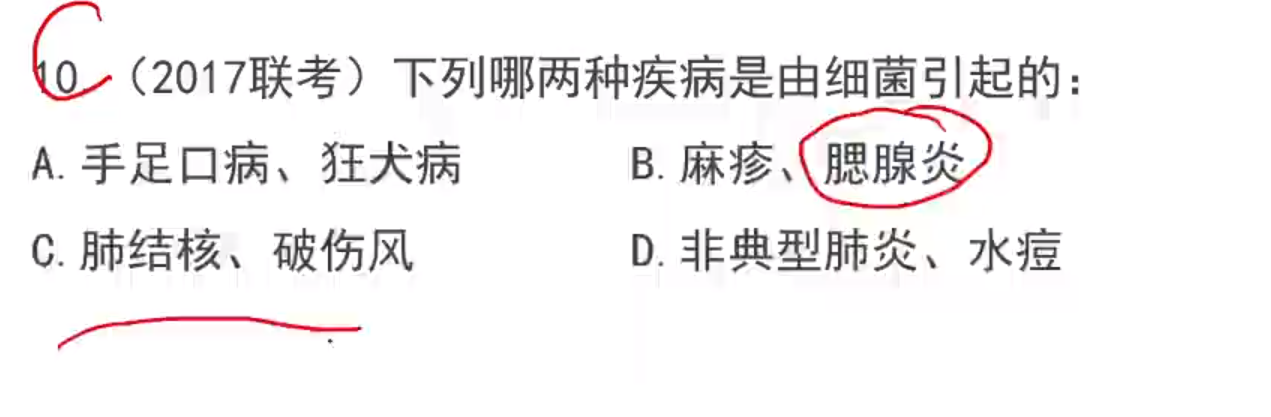 10.（2017联考）下列哪两种疾病是由细菌引起的：
A.手足口病、狂犬病 B.麻疹、腮腺炎
C.肺结核、破伤风 D.非典型肺炎、水痘